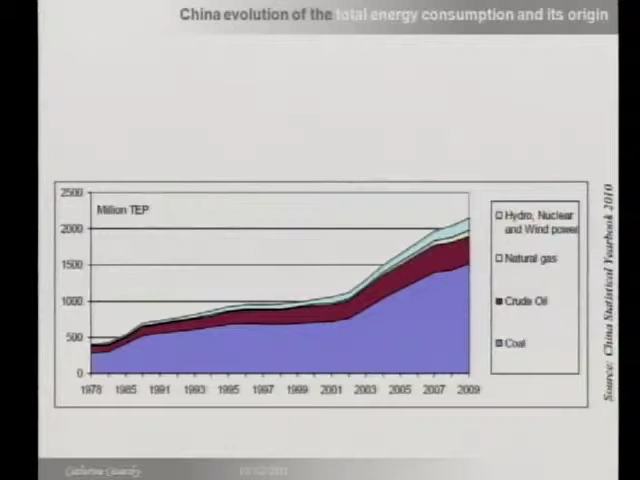 China evolution of the total energy consumption and its origin
2500
Million TEP
2000
1500
1000
500
0
1978 1985 1991 1993 1995 1997 1999 2001 2003 2005 2007 2009
Hydro, Nuclear
and Wind power
Natural gas
Crude Oil
Coal
Source: China Statistical Yearbook 2010